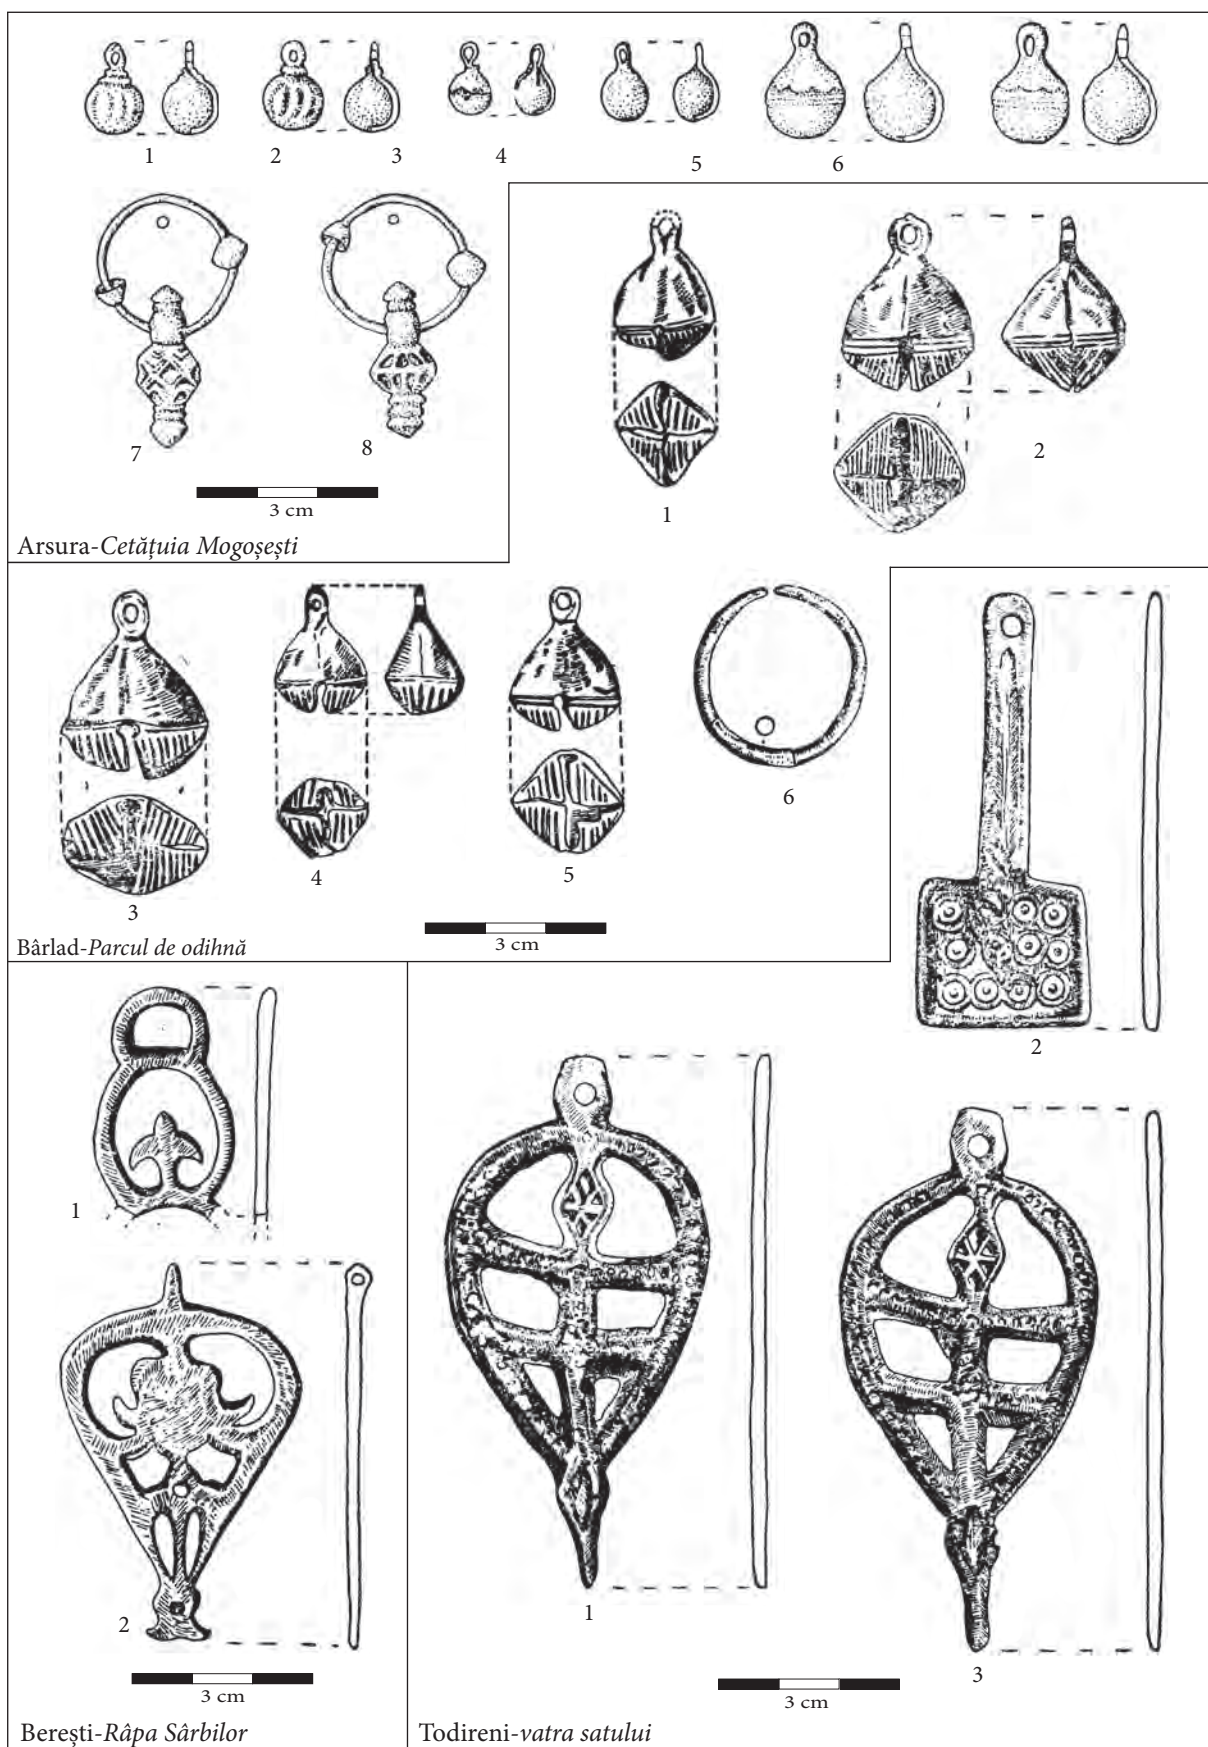 1 2 3 4 5 6
7 8
3 cm
Arsura-Cetățuia Mogoșești
1 2
3 4 5 6
3 cm
Bârlad-Parcul de odihnă
1
2
3 cm
Berești-Râpa Sârbilor
2
1
3
3 cm
Todireni-vatra satului